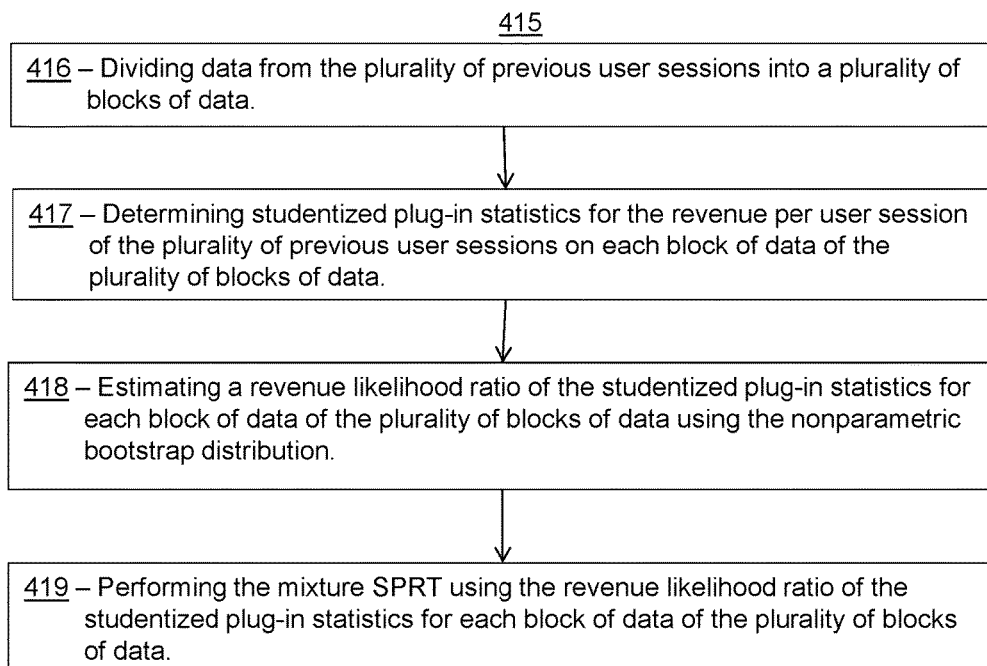 415
416 – Dividing data from the plurality of previous user sessions into a plurality of
blocks of data.
417 – Determining studentized plug-in statistics for the revenue per user session
of the plurality of previous user sessions on each block of data of the
plurality of blocks of data.
418 – Estimating a revenue likelihood ratio of the studentized plug-in statistics for
each block of data of the plurality of blocks of data using the nonparametric
bootstrap distribution.
419 – Performing the mixture SPRT using the revenue likelihood ratio of the
studentized plug-in statistics for each block of data of the plurality of blocks
of data.